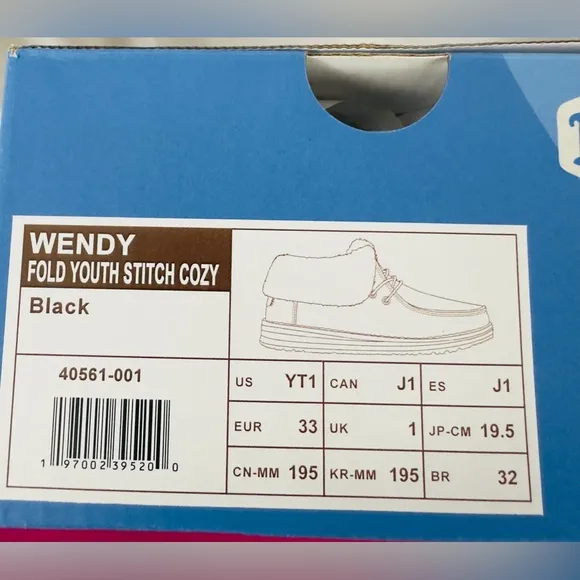 WENDY
FOLD YOUTH STITCH COZY
Black
40561-001
1 97002 39520 0
US YT1 CAN J1 ES J1
EUR 33 UK 1 JP-CM 19.5
CN-MM 195 KR-MM 195 BR 32